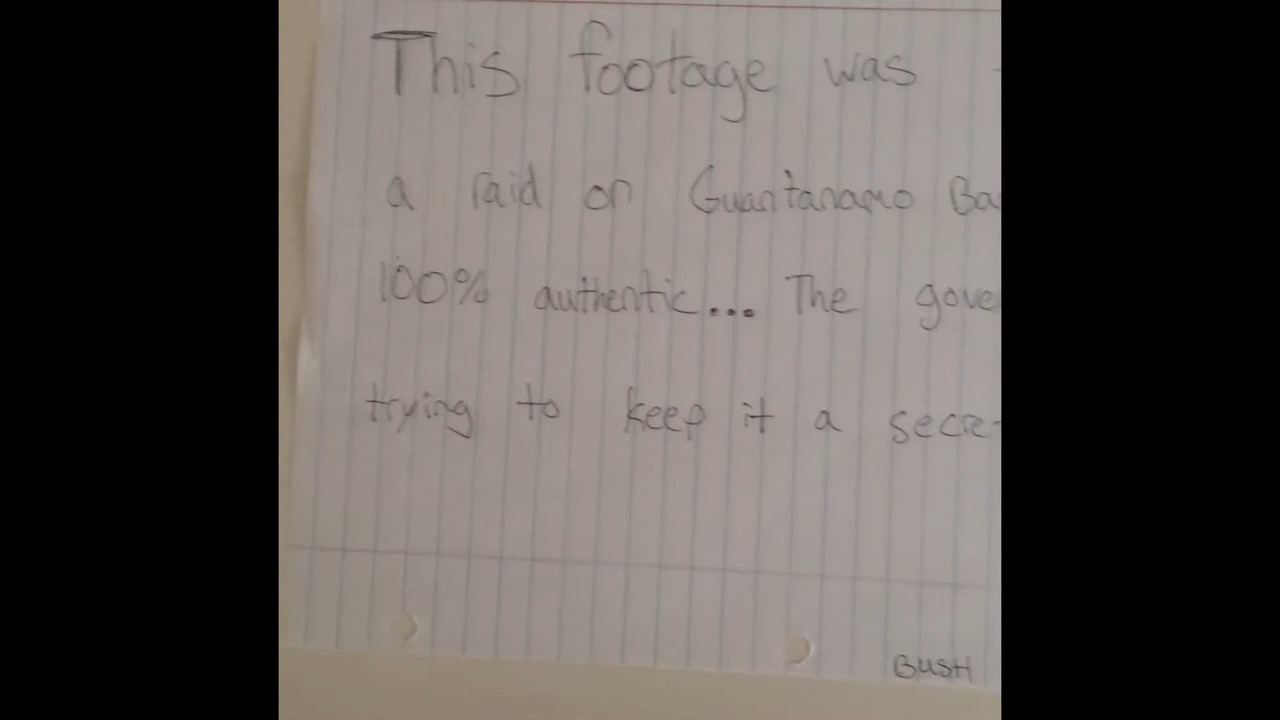 This footage was
a raid on Guantanamo Ba
100% authentic... The gove
trying to keep it a secre
BUSH